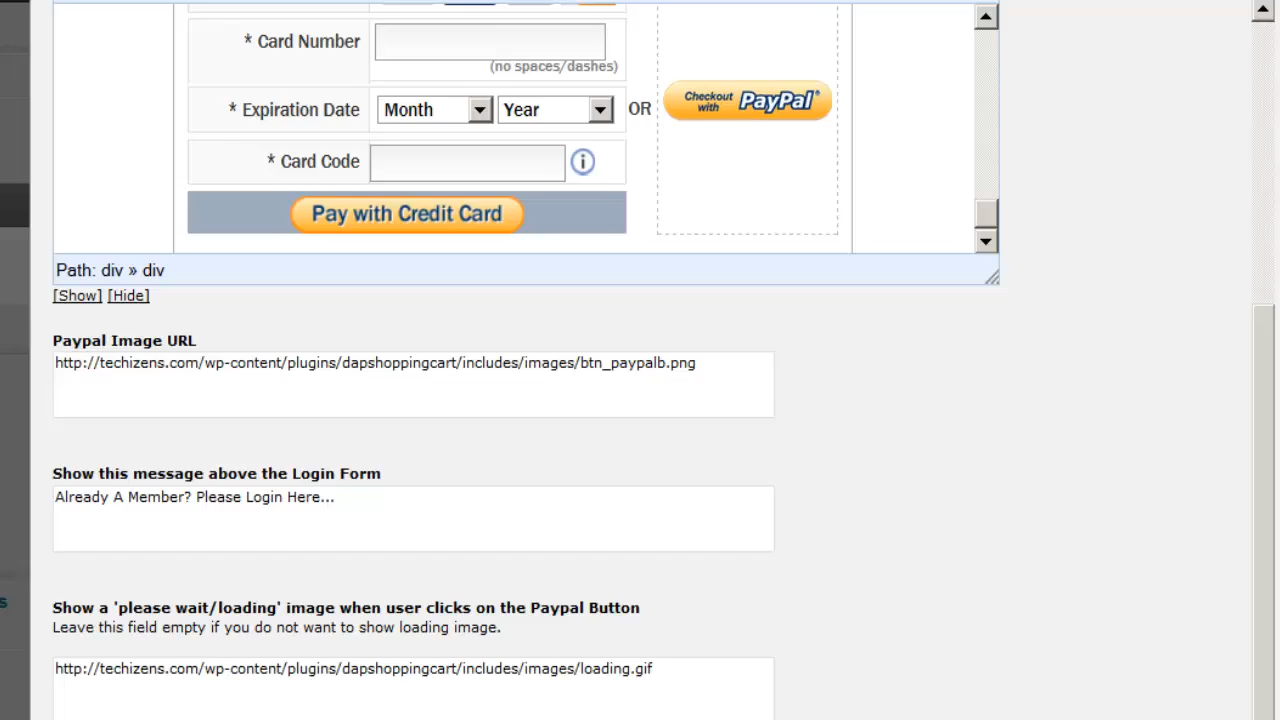 * Card Number
(no spaces/dashes)
* Expiration Date Month Year OR Checkout with PayPal®
* Card Code
Pay with Credit Card
Path: div » div
[Show] [Hide]
Paypal Image URL
http://techizens.com/wp-content/plugins/dapshoppingcart/includes/images/btn_paypalb.png
Show this message above the Login Form
Already A Member? Please Login Here...
Show a 'please wait/loading' image when user clicks on the Paypal Button
Leave this field empty if you do not want to show loading image.
http://techizens.com/wp-content/plugins/dapshoppingcart/includes/images/loading.gif